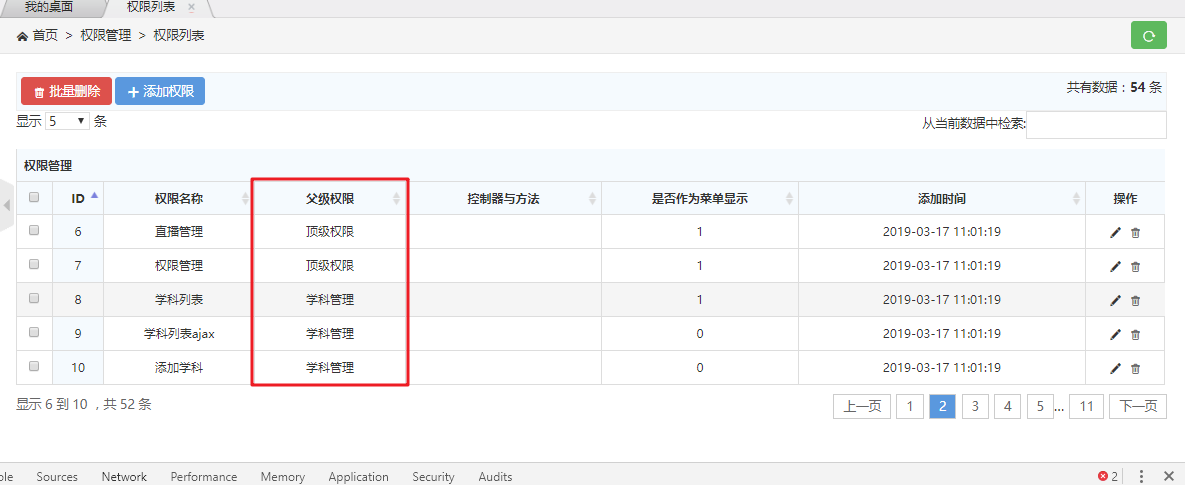 我的桌面 权限列表 ×
首页 > 权限管理 > 权限列表
批量删除 添加权限 共有数据：54 条
显示 5 条 从当前数据中检索:
权限管理
ID 权限名称 父级权限 控制器与方法 是否作为菜单显示 添加时间 操作
6 直播管理 顶级权限 1 2019-03-17 11:01:19
7 权限管理 顶级权限 1 2019-03-17 11:01:19
8 学科列表 学科管理 1 2019-03-17 11:01:19
9 学科列表ajax 学科管理 0 2019-03-17 11:01:19
10 添加学科 学科管理 0 2019-03-17 11:01:19
显示 6 到 10 ，共 52 条 上一页 1 2 3 4 5 ... 11 下一页
ole Sources Network Performance Memory Application Security Audits 2